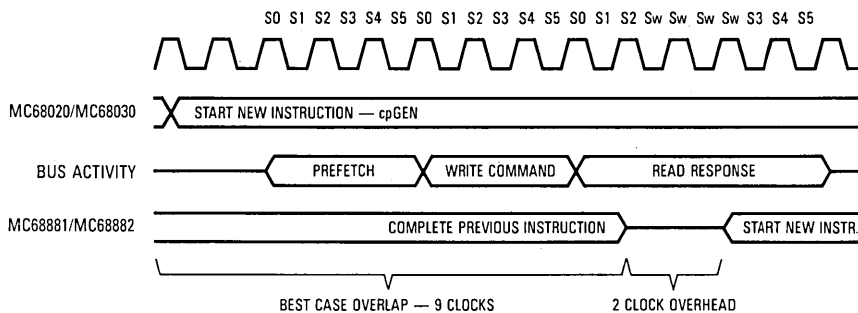 S0 S1 S2 S3 S4 S5 S0 S1 S2 S3 S4 S5 S0 S1 S2 Sw Sw Sw Sw S3 S4 S5
MC68020/MC68030
START NEW INSTRUCTION — cpGEN
BUS ACTIVITY
PREFETCH
WRITE COMMAND
READ RESPONSE
MC68881/MC68882
COMPLETE PREVIOUS INSTRUCTION
START NEW INSTR.
BEST CASE OVERLAP — 9 CLOCKS
2 CLOCK OVERHEAD